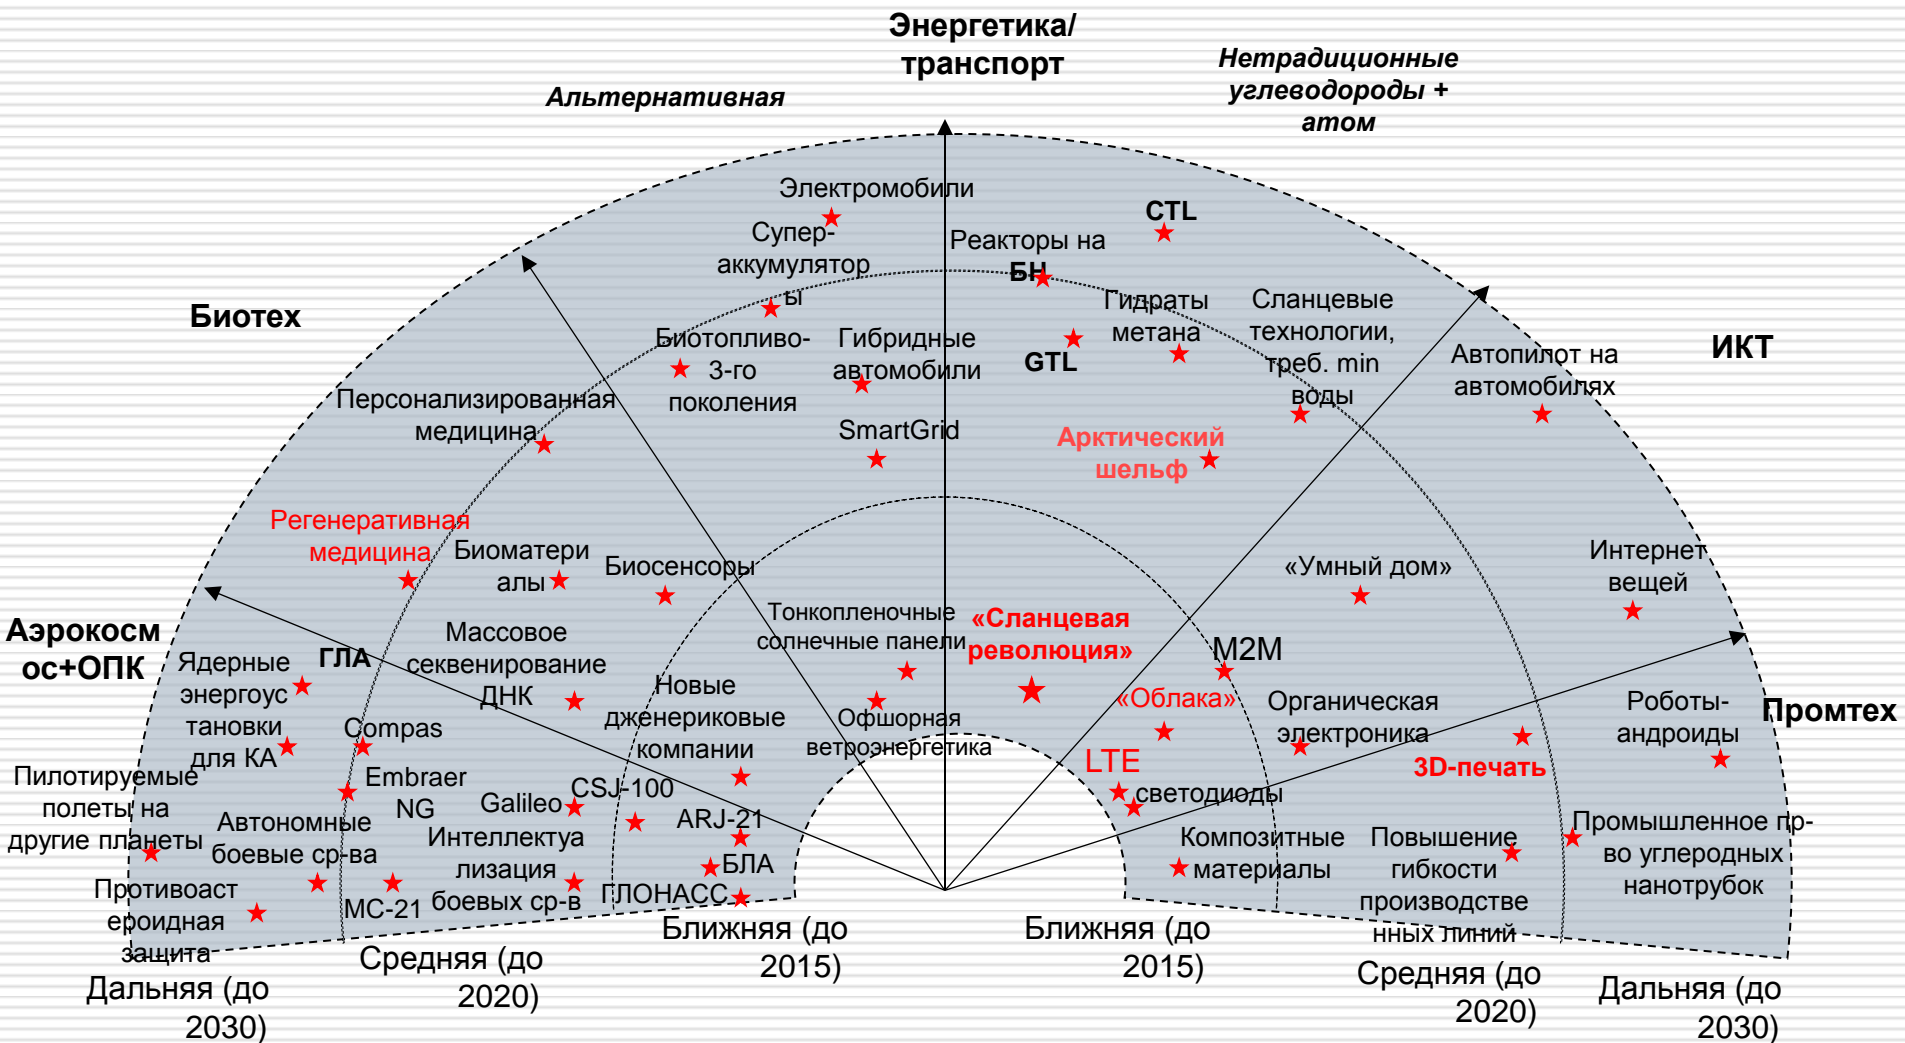 Энергетика/
транспорт
Альтернативная
Нетрадиционные
углеводороды +
атом
Электромобили
CTL
Супер-
аккумулятор
ы
Реакторы на
БН
Гидраты
метана
Сланцевые
технологии,
треб. min
воды
Биотех
ИКТ
Биотопливо-
3-го
поколения
Гибридные
автомобили
GTL
Автопилот на
автомобилях
Персонализированная
медицина
SmartGrid
Арктический
шельф
Регенеративная
медицина
Биоматери
алы
Биосенсоры
«Умный дом»
Интернет
вещей
Тонкопленочные
солнечные панели
«Сланцевая
революция»
M2M
Аэрокосм
ос+ОПК
Ядерные
энергоус
тановки
для КА
ГЛА
Массовое
секвенирование
ДНК
Новые
дженериковые
компании
Офшорная
ветроэнергетика
«Облака»
Органическая
электроника
Роботы-
андроиды
Промтех
Compas
LTE
3D-печать
Пилотируемые
полеты на
другие планеты
Embraer
NG
Galileo
CSJ-100
ARJ-21
светодиоды
Автономные
боевые ср-ва
Интеллектуа
лизация
боевых ср-в
БЛА
Композитные
материалы
Повышение
гибкости
производстве
нных линий
Промышленное пр-
во углеродных
нанотрубок
Противоаст
ероидная
защита
МС-21
ГЛОНАСС
Ближняя (до
2015)
Ближняя (до
2015)
Средняя (до
2020)
Средняя (до
2020)
Дальняя (до
2030)
Дальняя (до
2030)